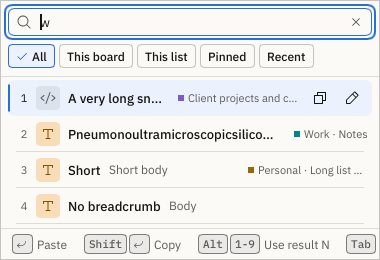 w
All This board This list Pinned Recent
1 </> A very long sn... Client projects and c...
2 T Pneumonoultramicroscopicsilico... Work · Notes
3 T Short Short body Personal · Long list ...
4 T No breadcrumb Body
Paste Shift Copy Alt 1-9 Use result N Tab